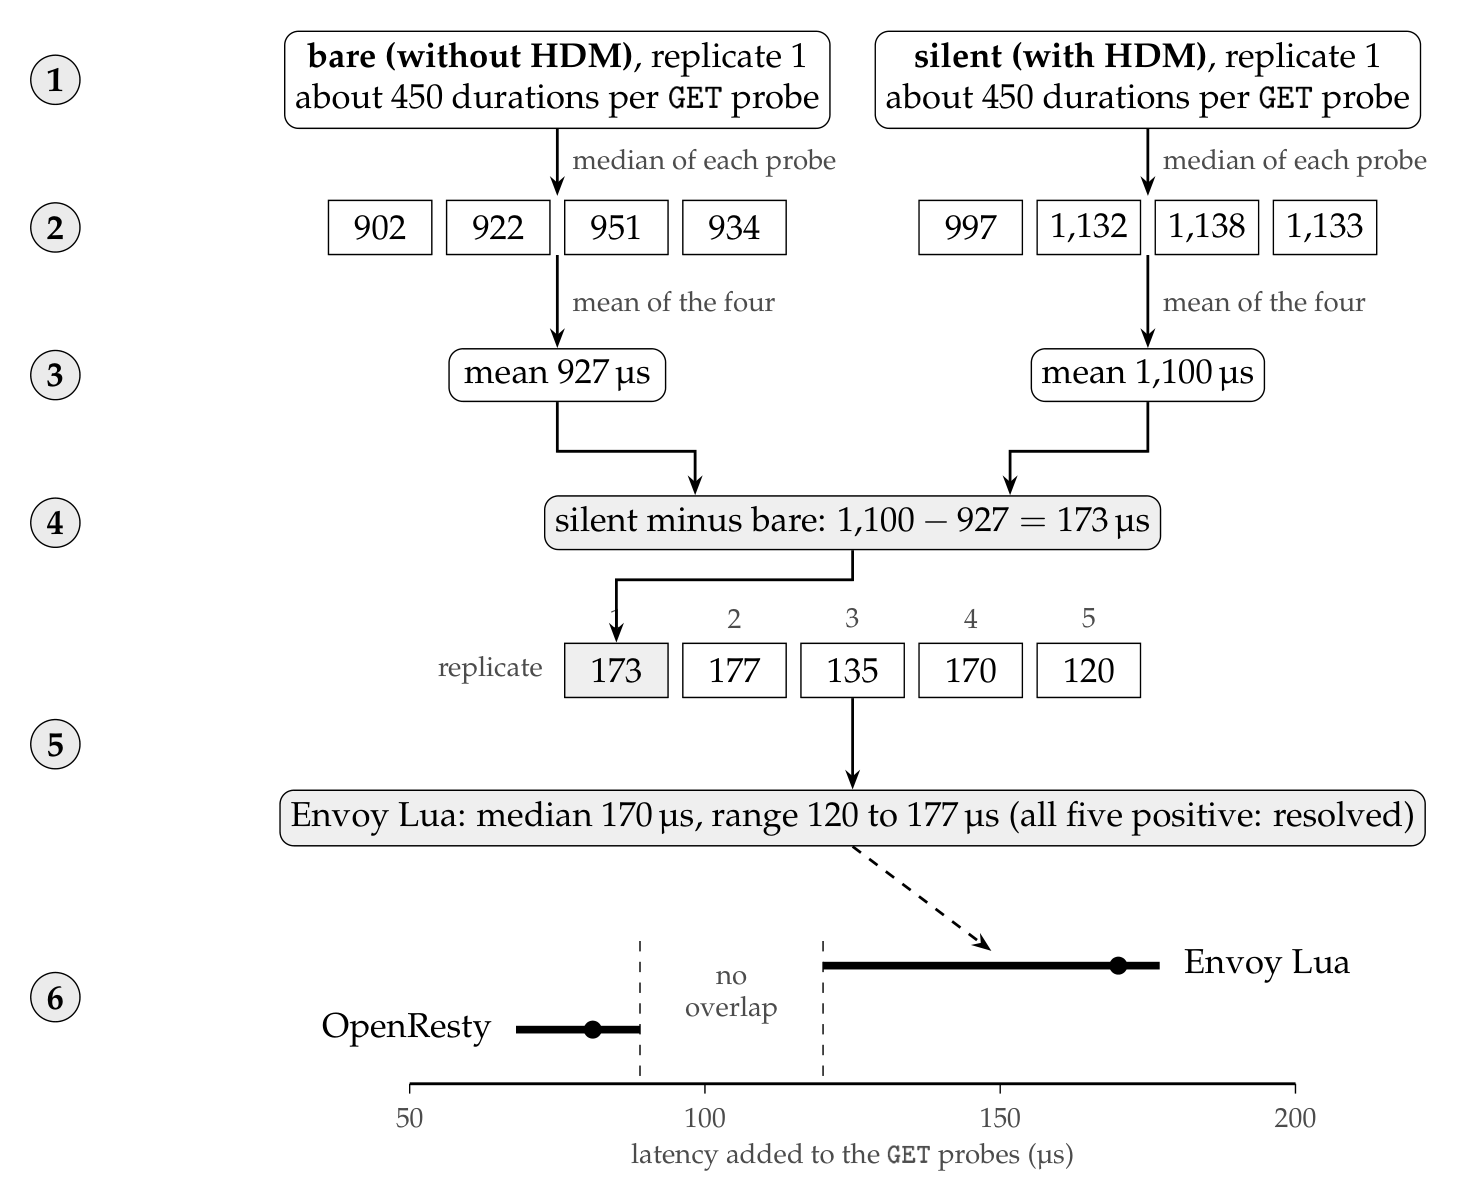 1
bare (without HDM), replicate 1
about 450 durations per GET probe
silent (with HDM), replicate 1
about 450 durations per GET probe
median of each probe
median of each probe
2
902 922 951 934
997 1,132 1,138 1,133
mean of the four
mean of the four
3
mean 927 µs
mean 1,100 µs
4
silent minus bare: 1,100 − 927 = 173 µs
2 3 4 5
replicate
173 177 135 170 120
5
Envoy Lua: median 170 µs, range 120 to 177 µs (all five positive: resolved)
6
Envoy Lua
no
overlap
OpenResty
50 100 150 200
latency added to the GET probes (µs)